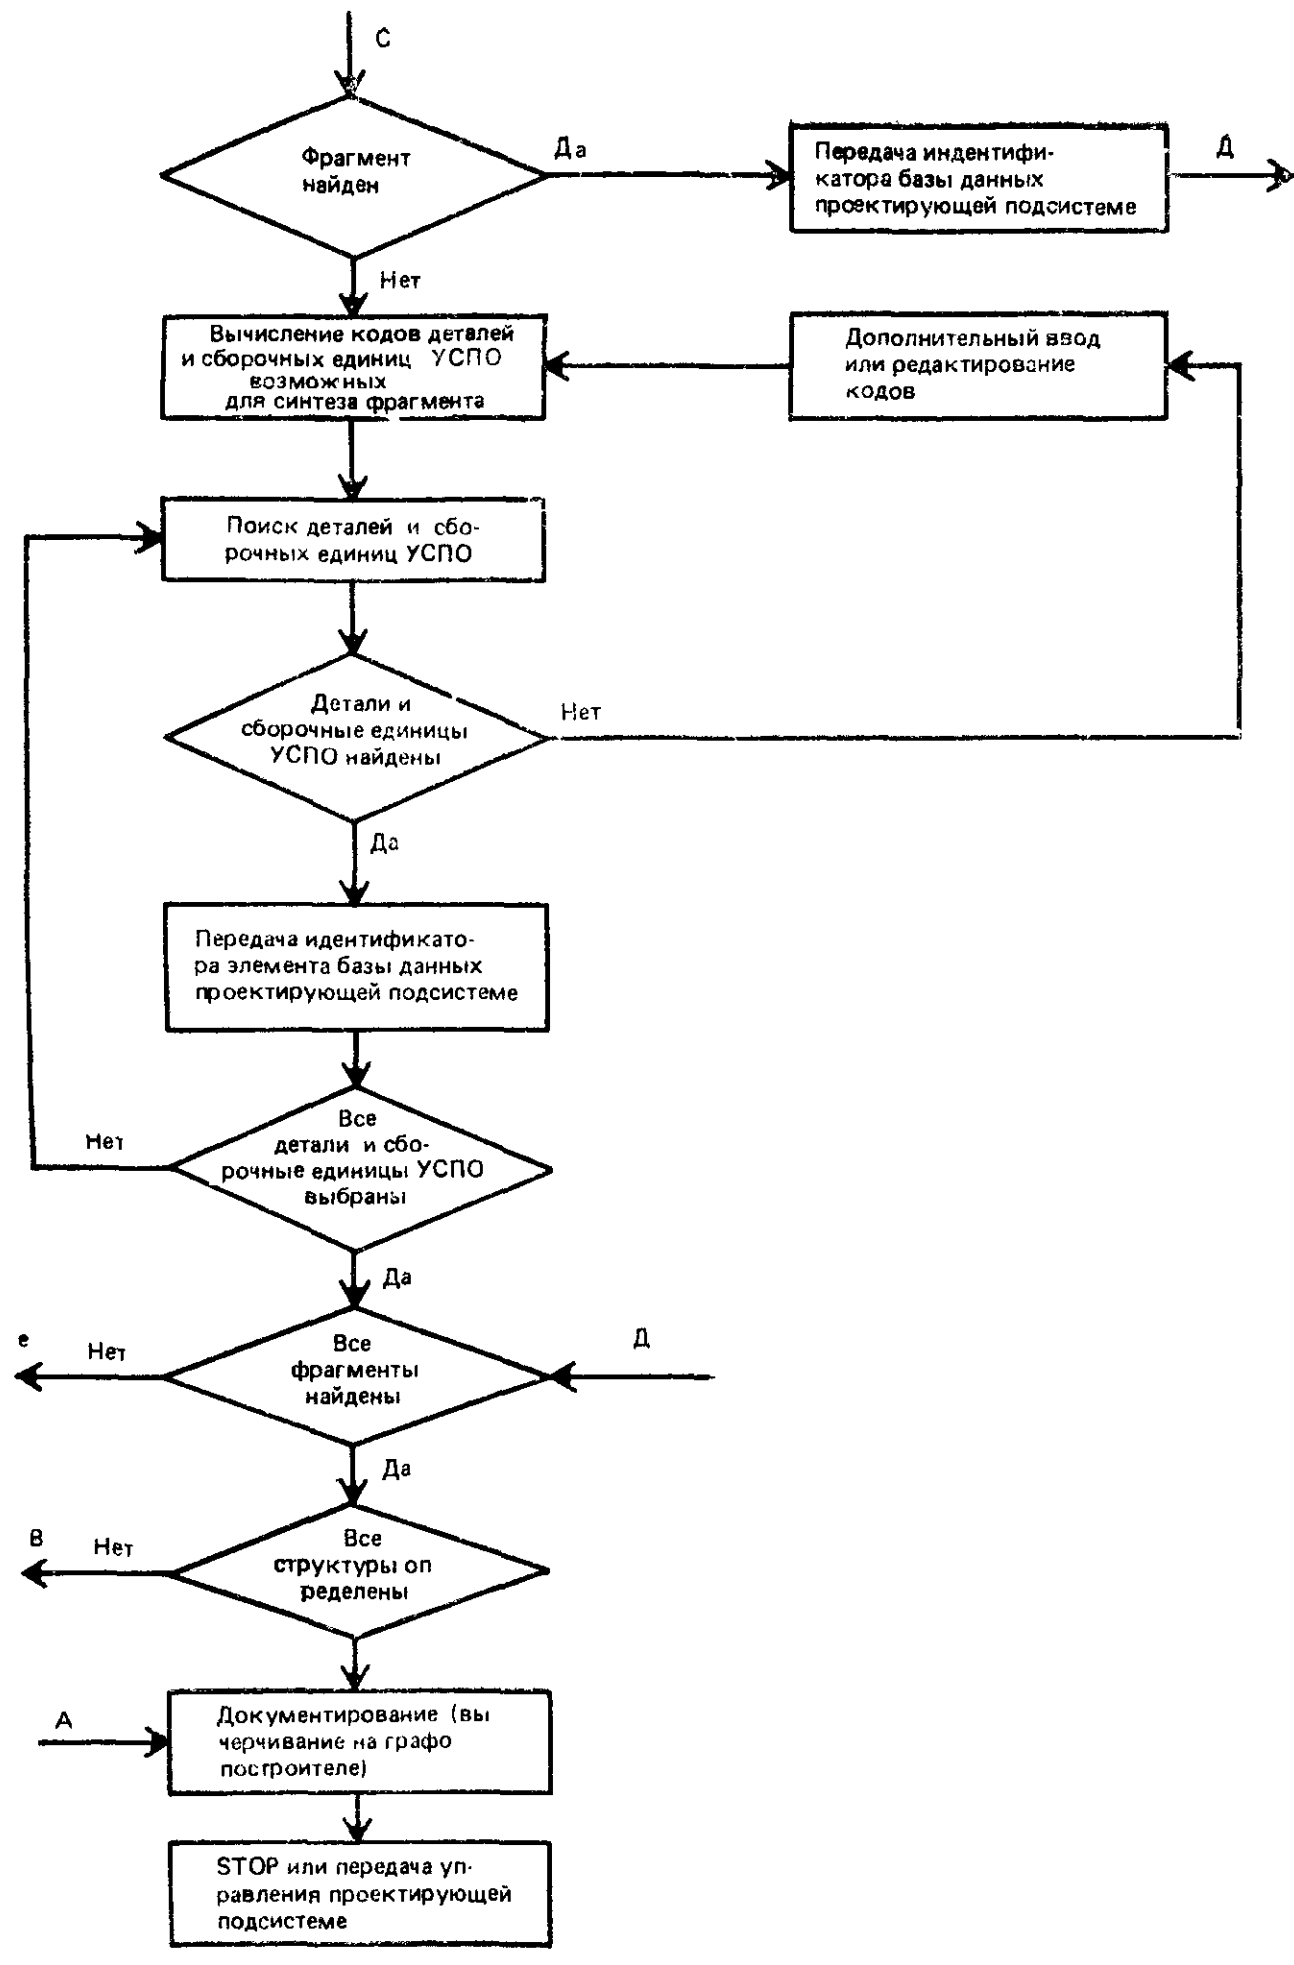 С
Фрагмент
найден
Да
Передача индентифи-
катора базы данных
проектирующей подсистеме
Д
Нет
Вычисление кодов деталей
и сборочных единиц УСПО
возможных
для синтеза фрагмента
Дополнительный ввод
или редактирование
кодов
Поиск деталей и сбо-
рочных единиц УСПО
Детали и
сборочные единицы
УСПО найдены
Нет
Да
Передача идентификато-
ра элемента базы данных
проектирующей подсистеме
Все
детали и сбо-
рочные единицы УСПО
выбраны
Нет
Да
е
Нет
Все
фрагменты
найдены
Д
Да
В
Нет
Все
структуры оп
ределены
А
Документирование (вы
черчивание на графо
построителе)
STOP или передача уп-
равления проектирующей
подсистеме